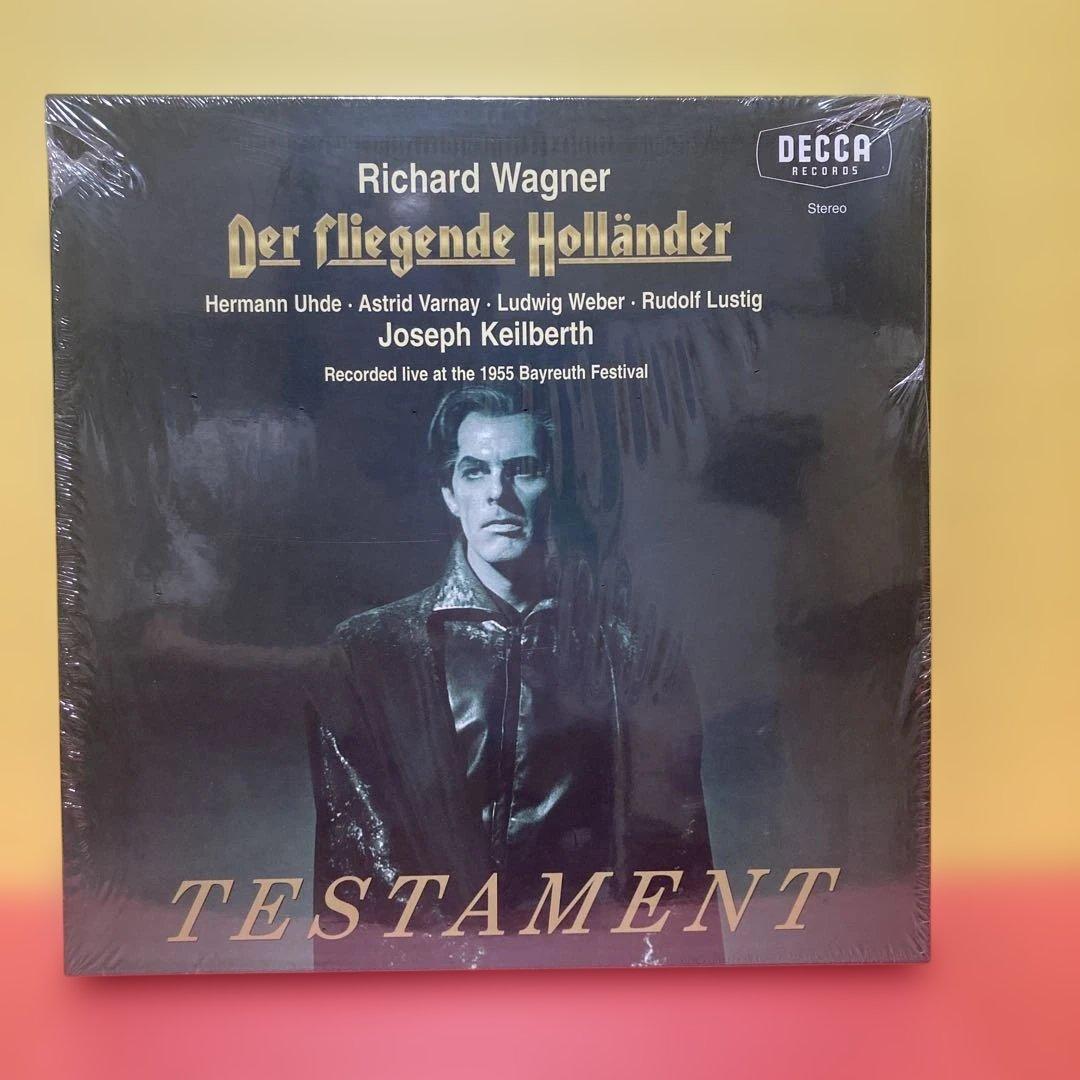 DECCA
RECORDS
Stereo
Richard Wagner
Der fliegende Holländer
Hermann Uhde · Astrid Varnay · Ludwig Weber · Rudolf Lustig
Joseph Keilberth
Recorded live at the 1955 Bayreuth Festival
TESTAMENT